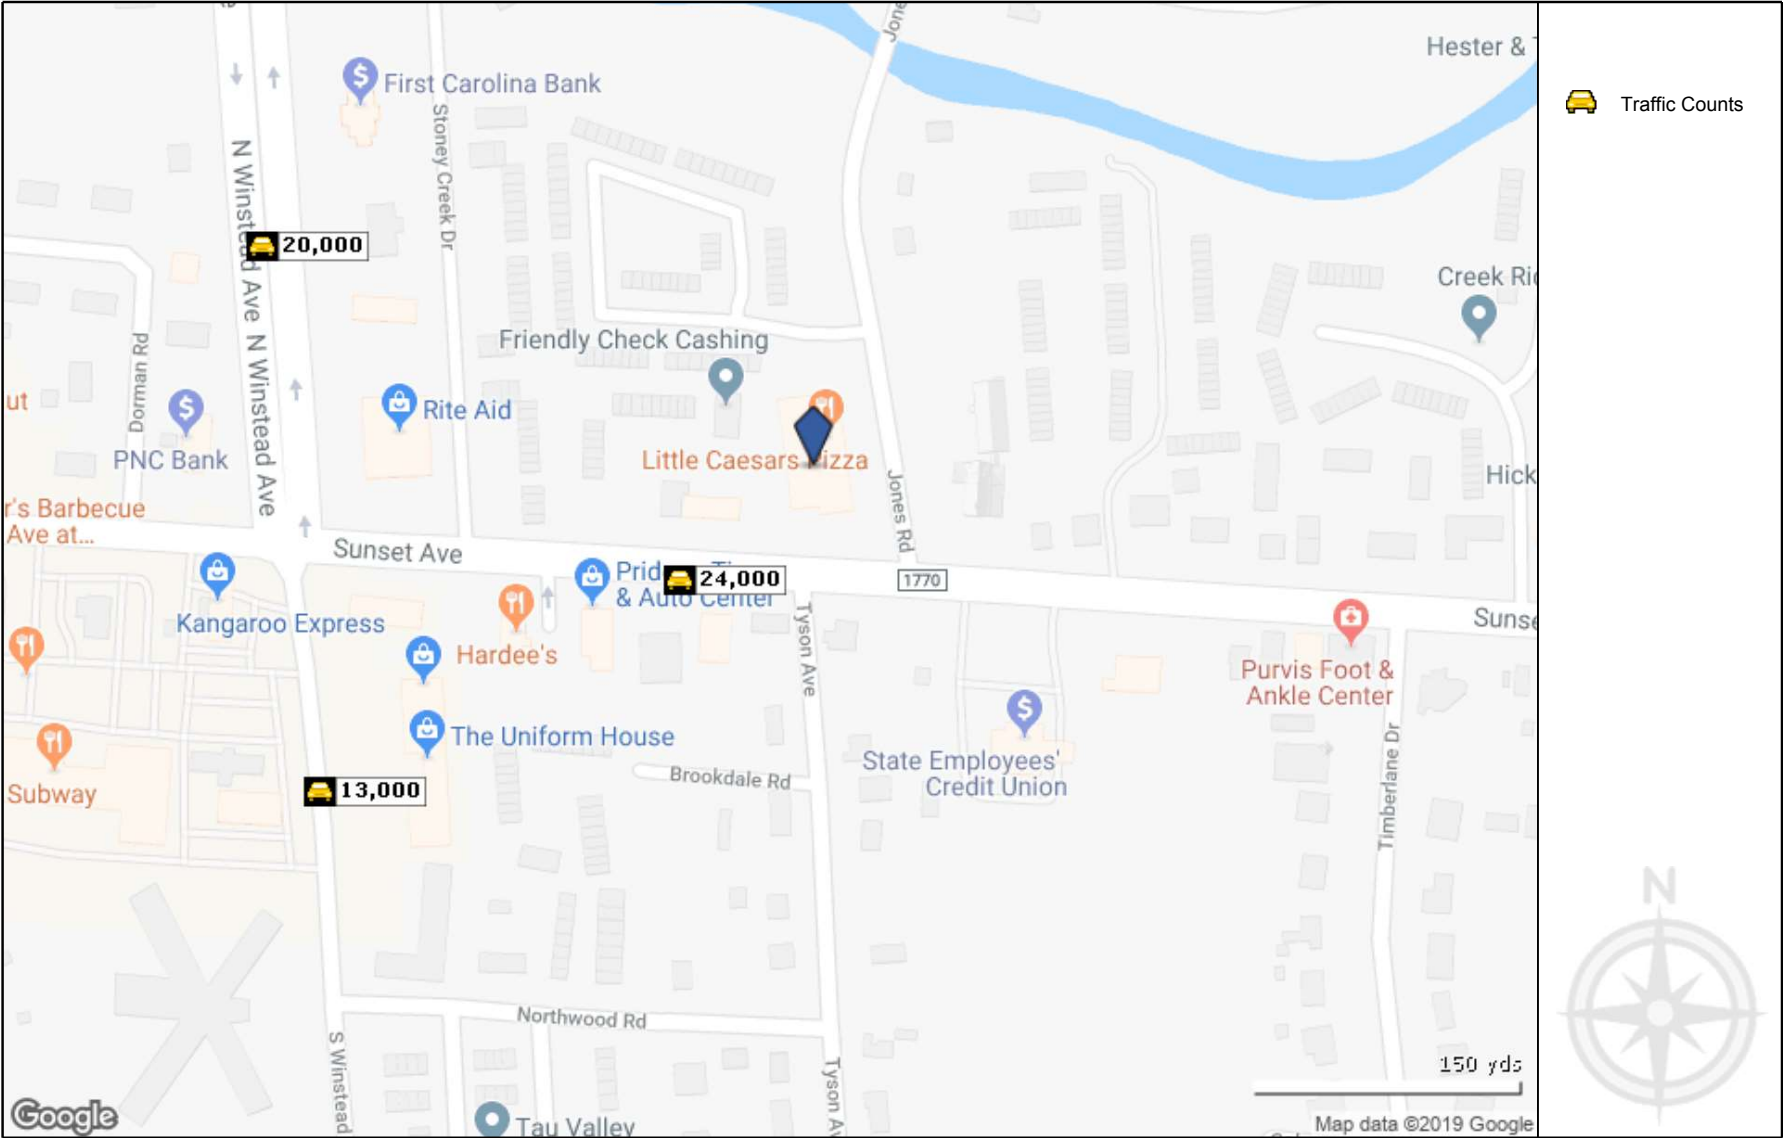 Jone
Hester &
First Carolina Bank
Traffic Counts
Stoney Creek Dr
N Winstead Ave
20,000
Creek Ri
N Winstead Ave
Dorman Rd
Friendly Check Cashing
ut
Rite Aid
PNC Bank
Little Caesars Pizza
Hick
Jones Rd
r's Barbecue
Ave at...
Sunset Ave
24,000
& Auto Center
1770
Kangaroo Express
Hardee's
Tyson Ave
Sunse
Purvis Foot &
Ankle Center
The Uniform House
State Employees'
Credit Union
Brookdale Rd
Subway
13,000
Timberlane Dr
N
Northwood Rd
S Winstead
Tyson Av
150 yds
Google
Tau Valley
Map data ©2019 Google